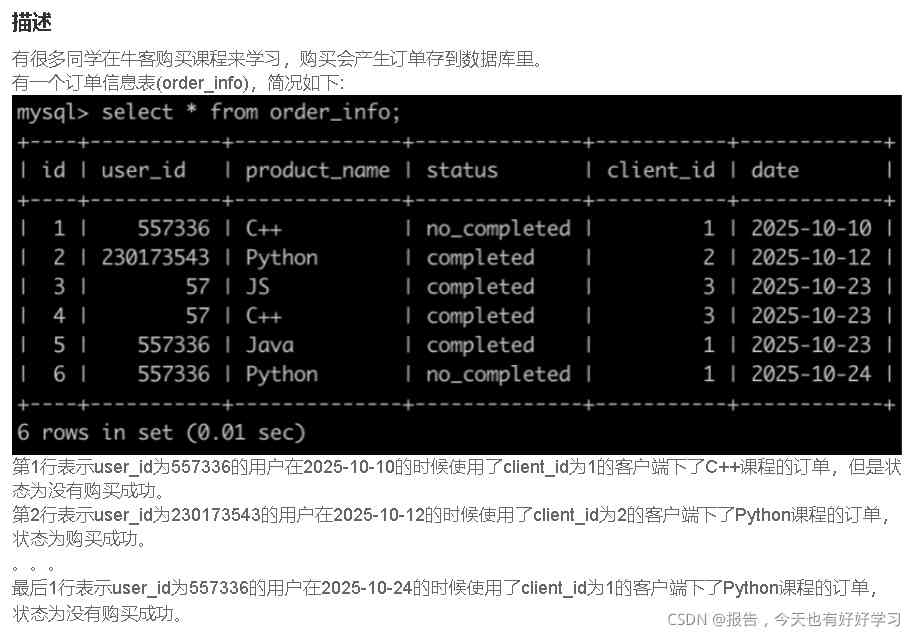 描述
有很多同学在牛客购买课程来学习，购买会产生订单存到数据库里。
有一个订单信息表(order_info)，简况如下:
mysql> select * from order_info;
+----+-----------+----------------+--------------+-----------+------------+
| id | user_id | product_name | status | client_id | date |
+----+-----------+----------------+--------------+-----------+------------+
| 1 | 557336 | C++ | no_completed | 1 | 2025-10-10 |
| 2 | 230173543 | Python | completed | 2 | 2025-10-12 |
| 3 | 57 | JS | completed | 3 | 2025-10-23 |
| 4 | 57 | C++ | completed | 3 | 2025-10-23 |
| 5 | 557336 | Java | completed | 1 | 2025-10-23 |
| 6 | 557336 | Python | no_completed | 1 | 2025-10-24 |
+----+-----------+----------------+--------------+-----------+------------+
6 rows in set (0.01 sec)
第1行表示user_id为557336的用户在2025-10-10的时候使用了client_id为1的客户端下了C++课程的订单，但是状
态为没有购买成功。
第2行表示user_id为230173543的用户在2025-10-12的时候使用了client_id为2的客户端下了Python课程的订单，
状态为购买成功。
。。。
最后1行表示user_id为557336的用户在2025-10-24的时候使用了client_id为1的客户端下了Python课程的订单，
状态为没有购买成功。
CSDN @报告，今天也有好好学习